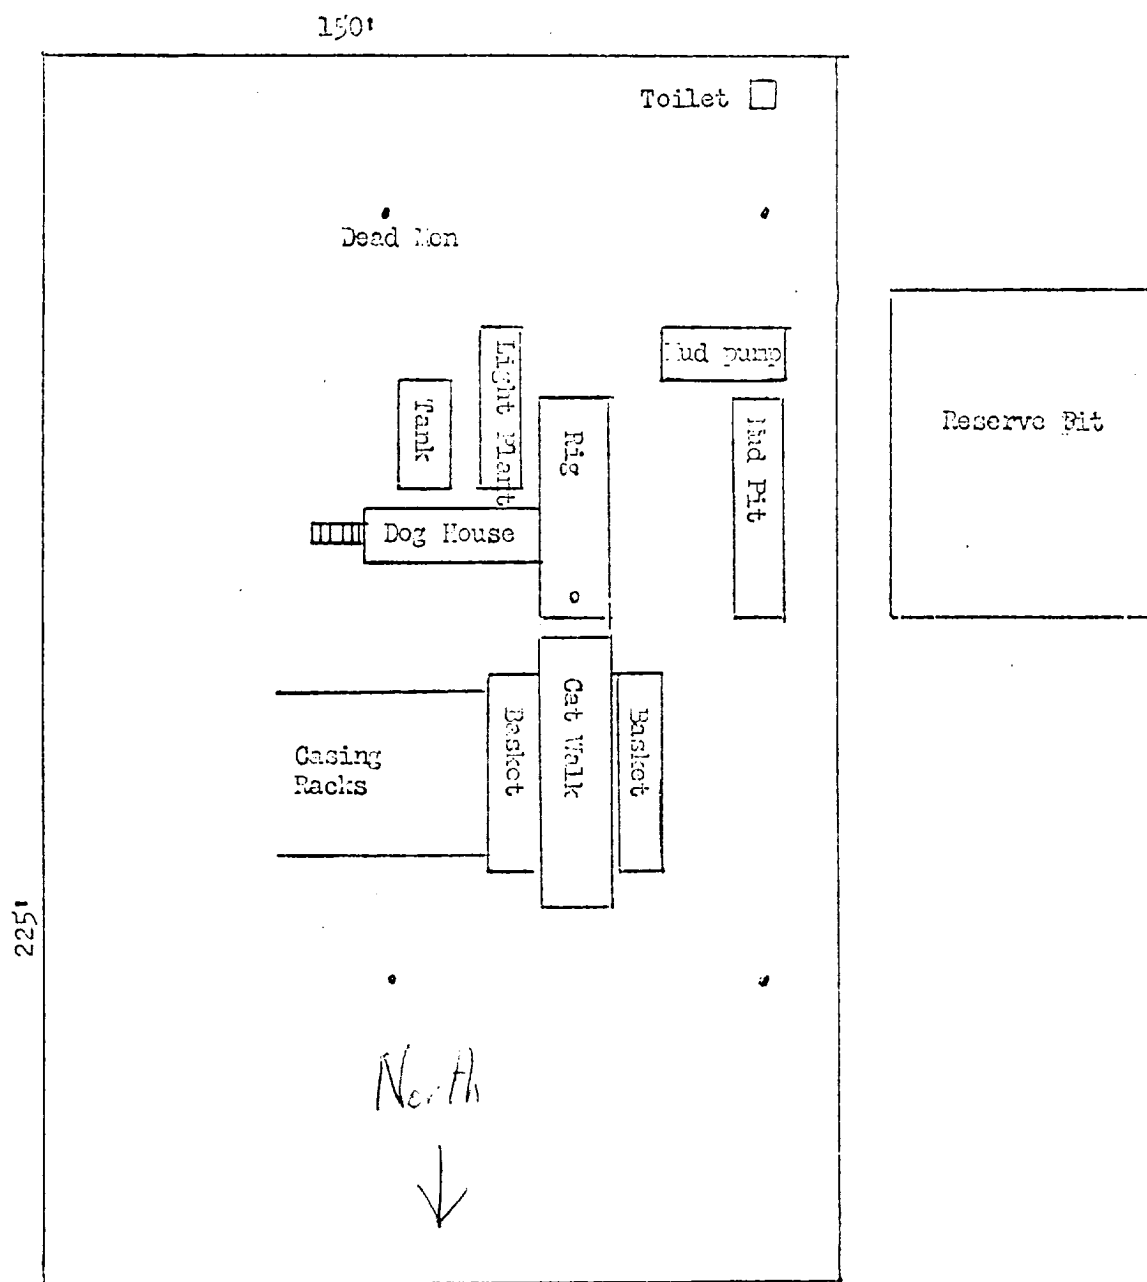 150'
Toilet
Dead Men
Mud pump
Light Plant
Tank
Rig
Mud Pit
Reserve Pit
Dog House
Casing
Racks
Basket
Cat Walk
Basket
225'
North